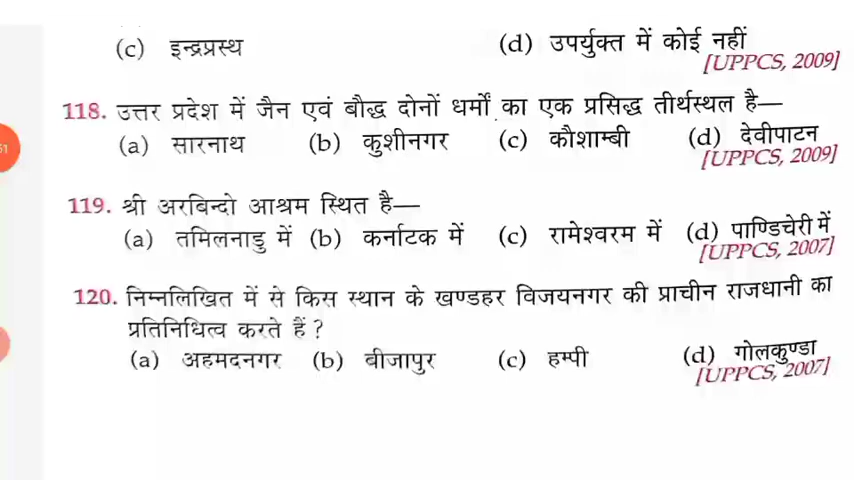 (c) इन्द्रप्रस्थ (d) उपर्युक्त में कोई नहीं
[UPPCS, 2009]
118. उत्तर प्रदेश में जैन एवं बौद्ध दोनों धर्मों का एक प्रसिद्ध तीर्थस्थल है—
(a) सारनाथ (b) कुशीनगर (c) कौशाम्बी (d) देवीपाटन
[UPPCS, 2009]
119. श्री अरबिन्दो आश्रम स्थित है—
(a) तमिलनाडु में (b) कर्नाटक में (c) रामेश्वरम में (d) पाण्डिचेरी में
[UPPCS, 2007]
120. निम्नलिखित में से किस स्थान के खण्डहर विजयनगर की प्राचीन राजधानी का
प्रतिनिधित्व करते हैं ?
(a) अहमदनगर (b) बीजापुर (c) हम्पी (d) गोलकुण्डा
[UPPCS, 2007]